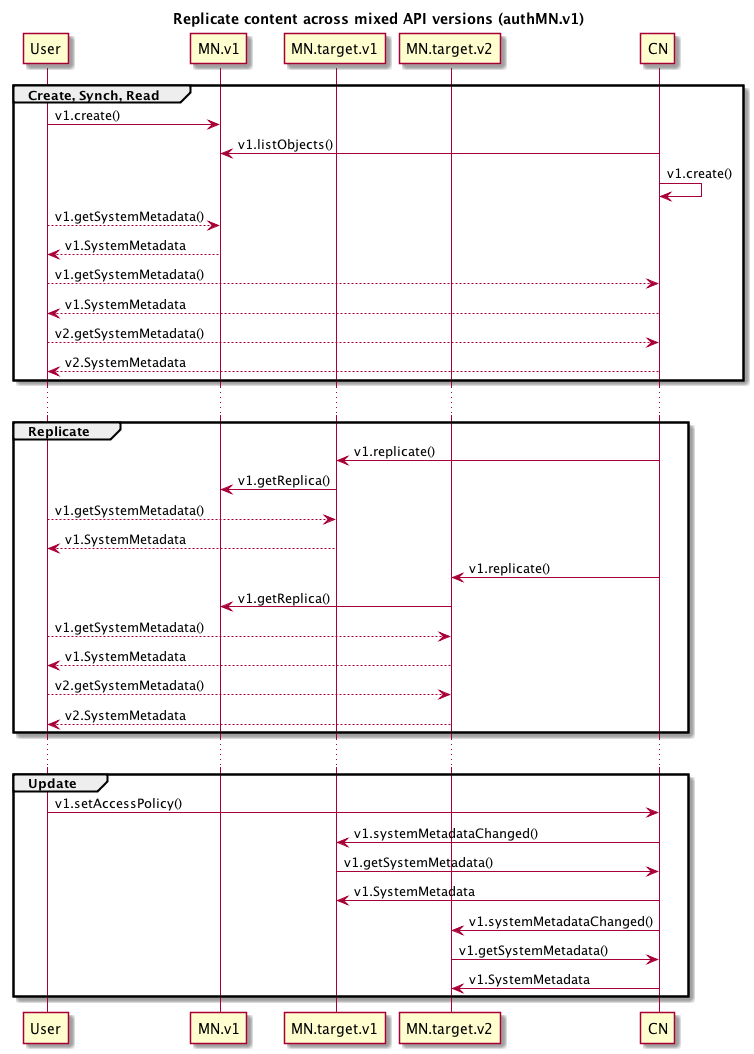 Replicate content across mixed API versions (authMN.v1)
User MN.v1 MN.target.v1 MN.target.v2 CN
Create, Synch, Read
v1.create()
v1.listObjects()
v1.create()
v1.getSystemMetadata()
v1.SystemMetadata
v1.getSystemMetadata()
v1.SystemMetadata
v2.getSystemMetadata()
v2.SystemMetadata
Replicate
v1.replicate()
v1.getReplica()
v1.getSystemMetadata()
v1.SystemMetadata
v1.replicate()
v1.getReplica()
v1.getSystemMetadata()
v1.SystemMetadata
v2.getSystemMetadata()
v2.SystemMetadata
Update
v1.setAccessPolicy()
v1.systemMetadataChanged()
v1.getSystemMetadata()
v1.SystemMetadata
v1.systemMetadataChanged()
v1.getSystemMetadata()
v1.SystemMetadata
User MN.v1 MN.target.v1 MN.target.v2 CN